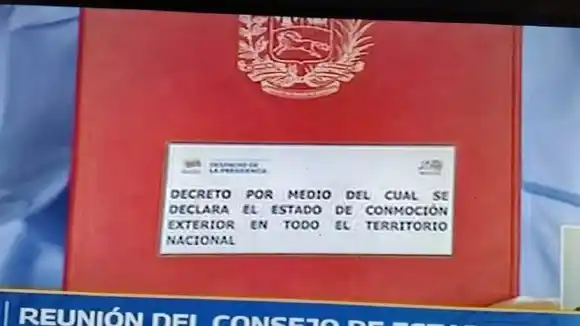 DESPACHO DE
LA PRESIDENCIA
DECRETO POR MEDIO DEL CUAL SE
DECLARA EL ESTADO DE CONMOCIÓN
EXTERIOR EN TODO EL TERRITORIO
NACIONAL
REUNIÓN DEL CONSEJO DE